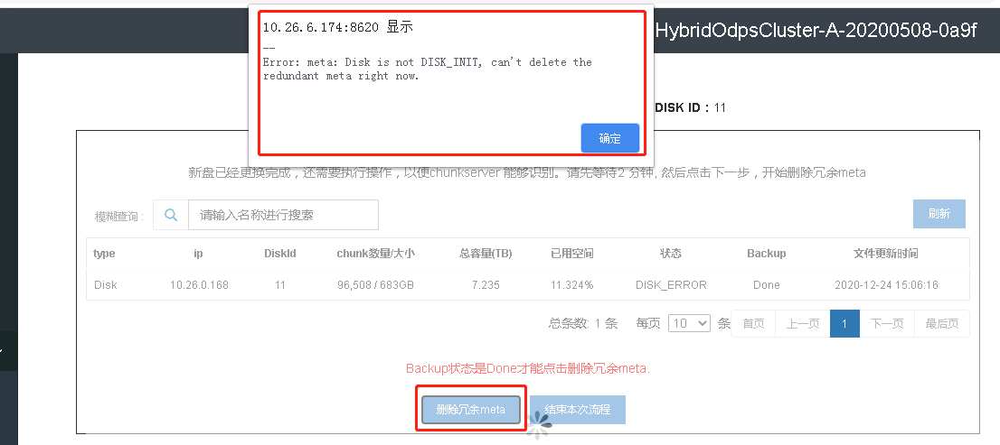 10.26.6.174:8620 显示
--
Error: meta: Disk is not DISK_INIT, can't delete the
redundant meta right now.
确定
HybridOdpsCluster-A-20200508-0a9f
DISK ID：11
新盘已经更换完成，还需要执行操作，以便chunkserver 能够识别。请先等待2 分钟, 然后点击下一步，开始删除冗余meta
模糊查询 : 请输入名称进行搜索 刷新
type ip DiskId chunk数量/大小 总容量(TB) 已用空间 状态 Backup 文件更新时间
Disk 10.26.0.168 11 96,508 / 683GB 7.235 11.324% DISK_ERROR Done 2020-12-24 15:06:16
总条数: 1 条 每页 10 条 首页 上一页 1 下一页 最后页
Backup状态是Done才能点击删除冗余meta.
删除冗余meta 结束本次流程